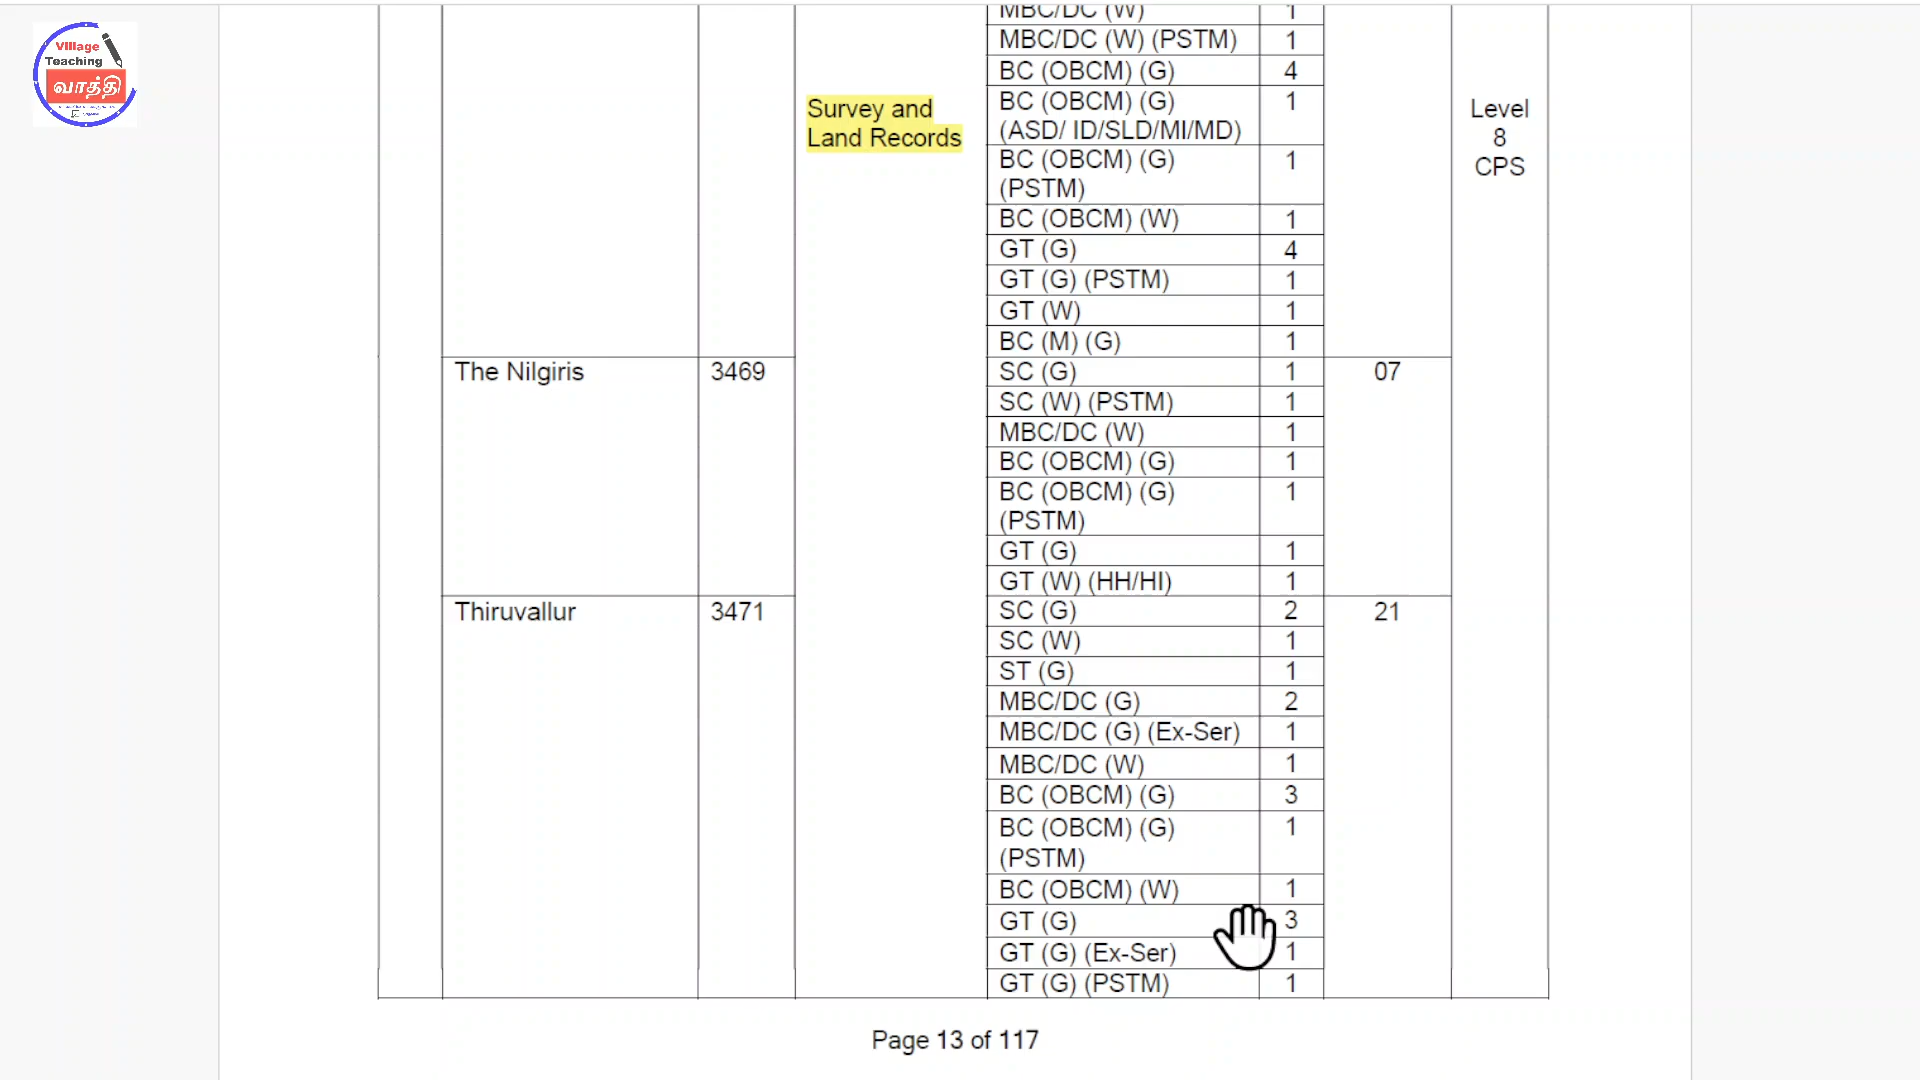 Village
Teaching
வாத்தி
MBC/DC (W) 1
MBC/DC (W) (PSTM) 1
BC (OBCM) (G) 4
Survey and
Land Records
BC (OBCM) (G) 1
(ASD/ ID/SLD/MI/MD)
Level
8
CPS
BC (OBCM) (G) 1
(PSTM)
BC (OBCM) (W) 1
GT (G) 4
GT (G) (PSTM) 1
GT (W) 1
BC (M) (G) 1
The Nilgiris 3469 SC (G) 1 07
SC (W) (PSTM) 1
MBC/DC (W) 1
BC (OBCM) (G) 1
BC (OBCM) (G) 1
(PSTM)
GT (G) 1
GT (W) (HH/HI) 1
Thiruvallur 3471 SC (G) 2 21
SC (W) 1
ST (G) 1
MBC/DC (G) 2
MBC/DC (G) (Ex-Ser) 1
MBC/DC (W) 1
BC (OBCM) (G) 3
BC (OBCM) (G) 1
(PSTM)
BC (OBCM) (W) 1
GT (G) 3
GT (G) (Ex-Ser) 1
GT (G) (PSTM) 1
Page 13 of 117